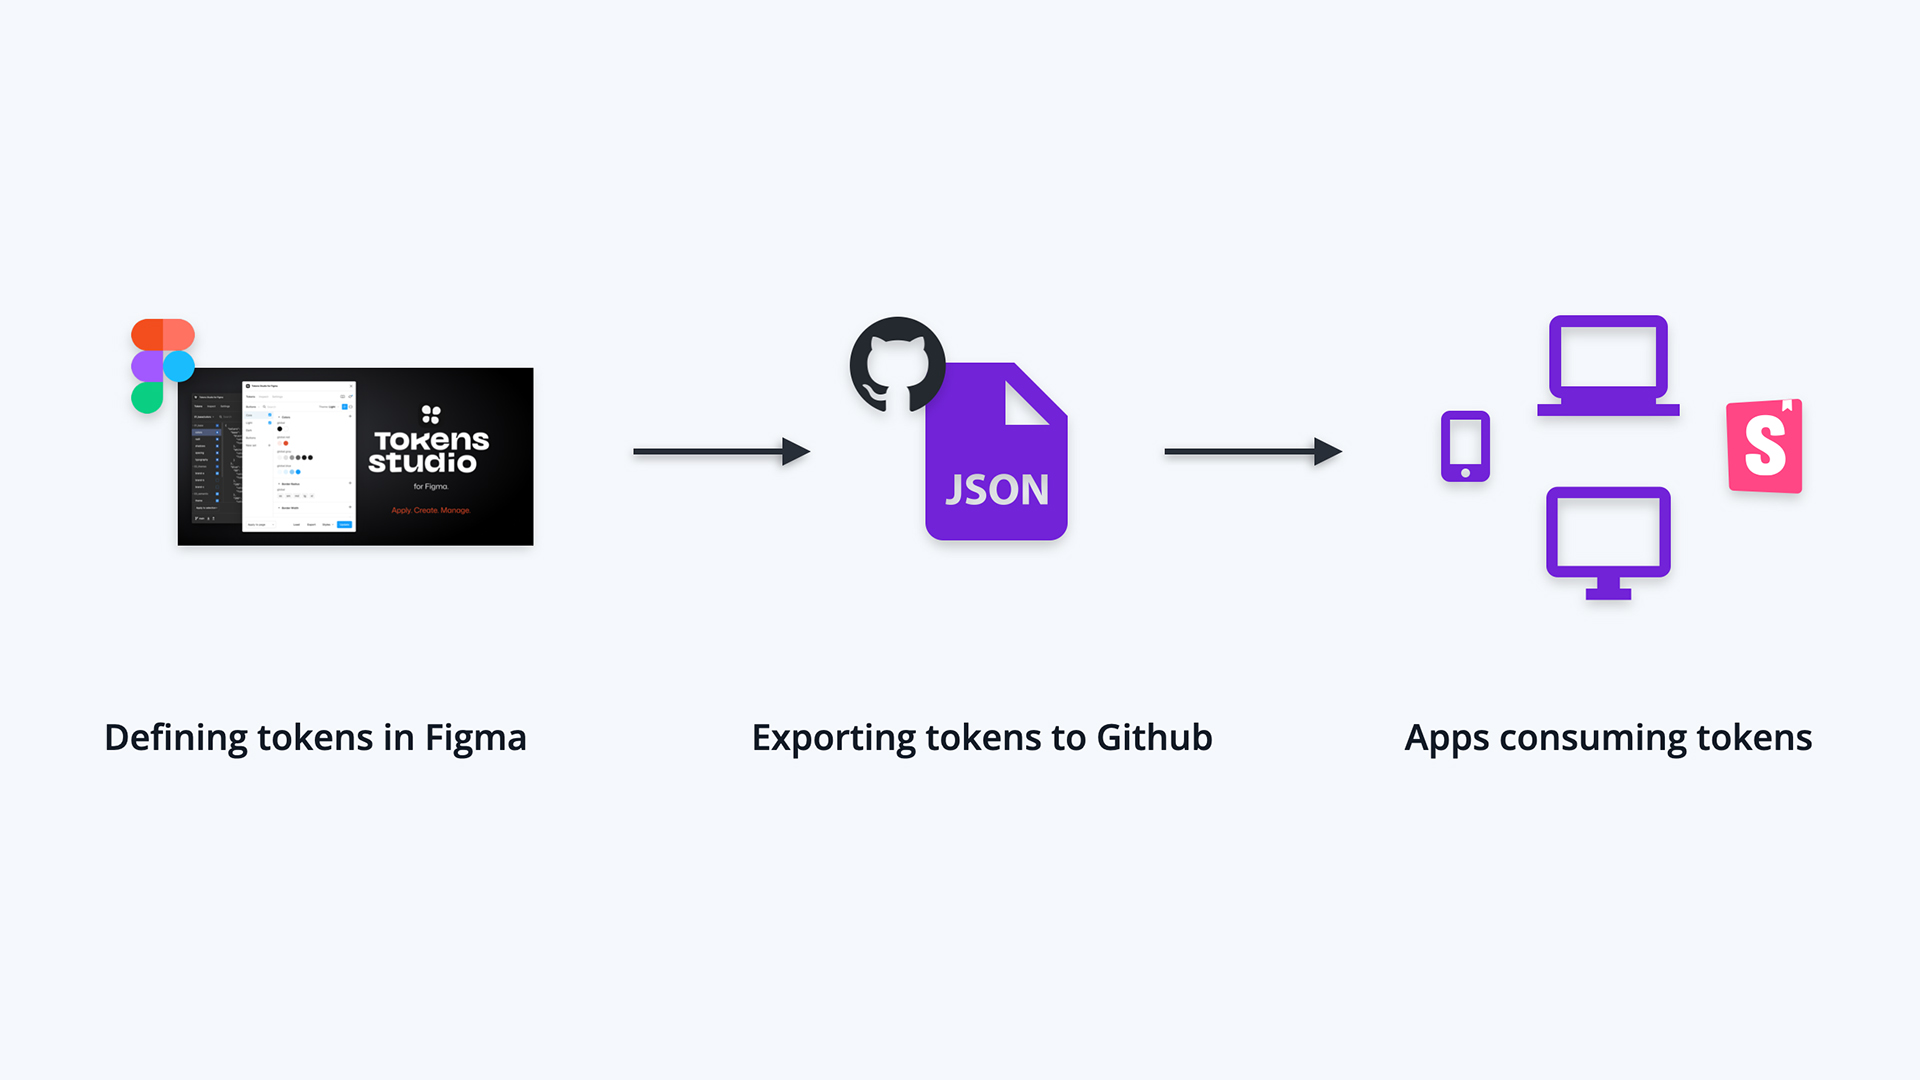 TOKENS
STUDIO
for Figma.
Apply. Create. Manage.
JSON
S
Defining tokens in Figma
Exporting tokens to Github
Apps consuming tokens